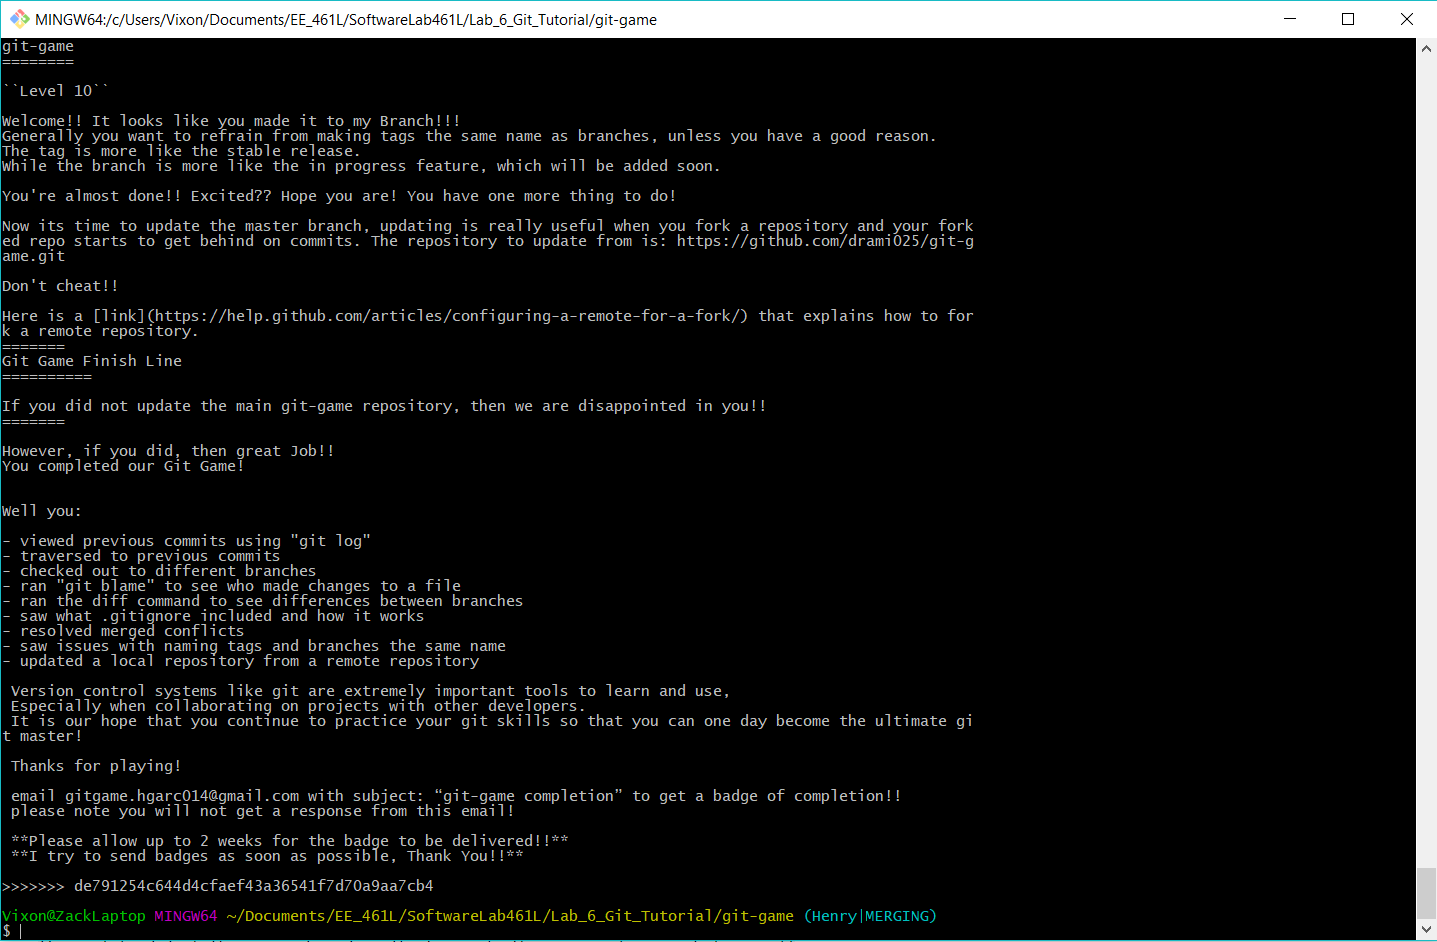 MINGW64:/c/Users/Vixon/Documents/EE_461L/SoftwareLab461L/Lab_6_Git_Tutorial/git-game
git-game
========
``Level 10``
Welcome!! It looks like you made it to my Branch!!!
Generally you want to refrain from making tags the same name as branches, unless you have a good reason.
The tag is more like the stable release.
While the branch is more like the in progress feature, which will be added soon.
You're almost done!! Excited?? Hope you are! You have one more thing to do!
Now its time to update the master branch, updating is really useful when you fork a repository and your fork
ed repo starts to get behind on commits. The repository to update from is: https://github.com/drami025/git-g
ame.git
Don't cheat!!
Here is a [link](https://help.github.com/articles/configuring-a-remote-for-a-fork/) that explains how to for
k a remote repository.
=======
Git Game Finish Line
==========
If you did not update the main git-game repository, then we are disappointed in you!!
=======
However, if you did, then great Job!!
You completed our Git Game!
Well you:
- viewed previous commits using "git log"
- traversed to previous commits
- checked out to different branches
- ran "git blame" to see who made changes to a file
- ran the diff command to see differences between branches
- saw what .gitignore included and how it works
- resolved merged conflicts
- saw issues with naming tags and branches the same name
- updated a local repository from a remote repository
Version control systems like git are extremely important tools to learn and use,
Especially when collaborating on projects with other developers.
It is our hope that you continue to practice your git skills so that you can one day become the ultimate gi
t master!
Thanks for playing!
email gitgame.hgarc014@gmail.com with subject: “git-game completion” to get a badge of completion!!
please note you will not get a response from this email!
**Please allow up to 2 weeks for the badge to be delivered!!**
**I try to send badges as soon as possible, Thank You!!**
>>>>>>> de791254c644d4cfaef43a36541f7d70a9aa7cb4
Vixon@ZackLaptop MINGW64 ~/Documents/EE_461L/SoftwareLab461L/Lab_6_Git_Tutorial/git-game (Henry|MERGING)
$